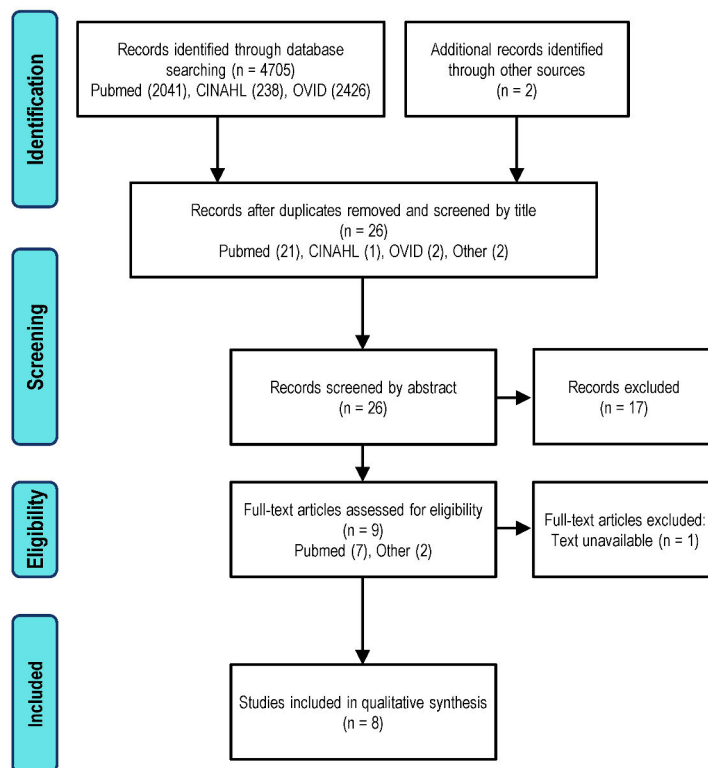 Identification
Records identified through database
searching (n = 4705)
Pubmed (2041), CINAHL (238), OVID (2426)
Additional records identified
through other sources
(n = 2)
Records after duplicates removed and screened by title
(n = 26)
Pubmed (21), CINAHL (1), OVID (2), Other (2)
Screening
Records screened by abstract
(n = 26)
Records excluded
(n = 17)
Eligibility
Full-text articles assessed for eligibility
(n = 9)
Pubmed (7), Other (2)
Full-text articles excluded:
Text unavailable (n = 1)
Included
Studies included in qualitative synthesis
(n = 8)